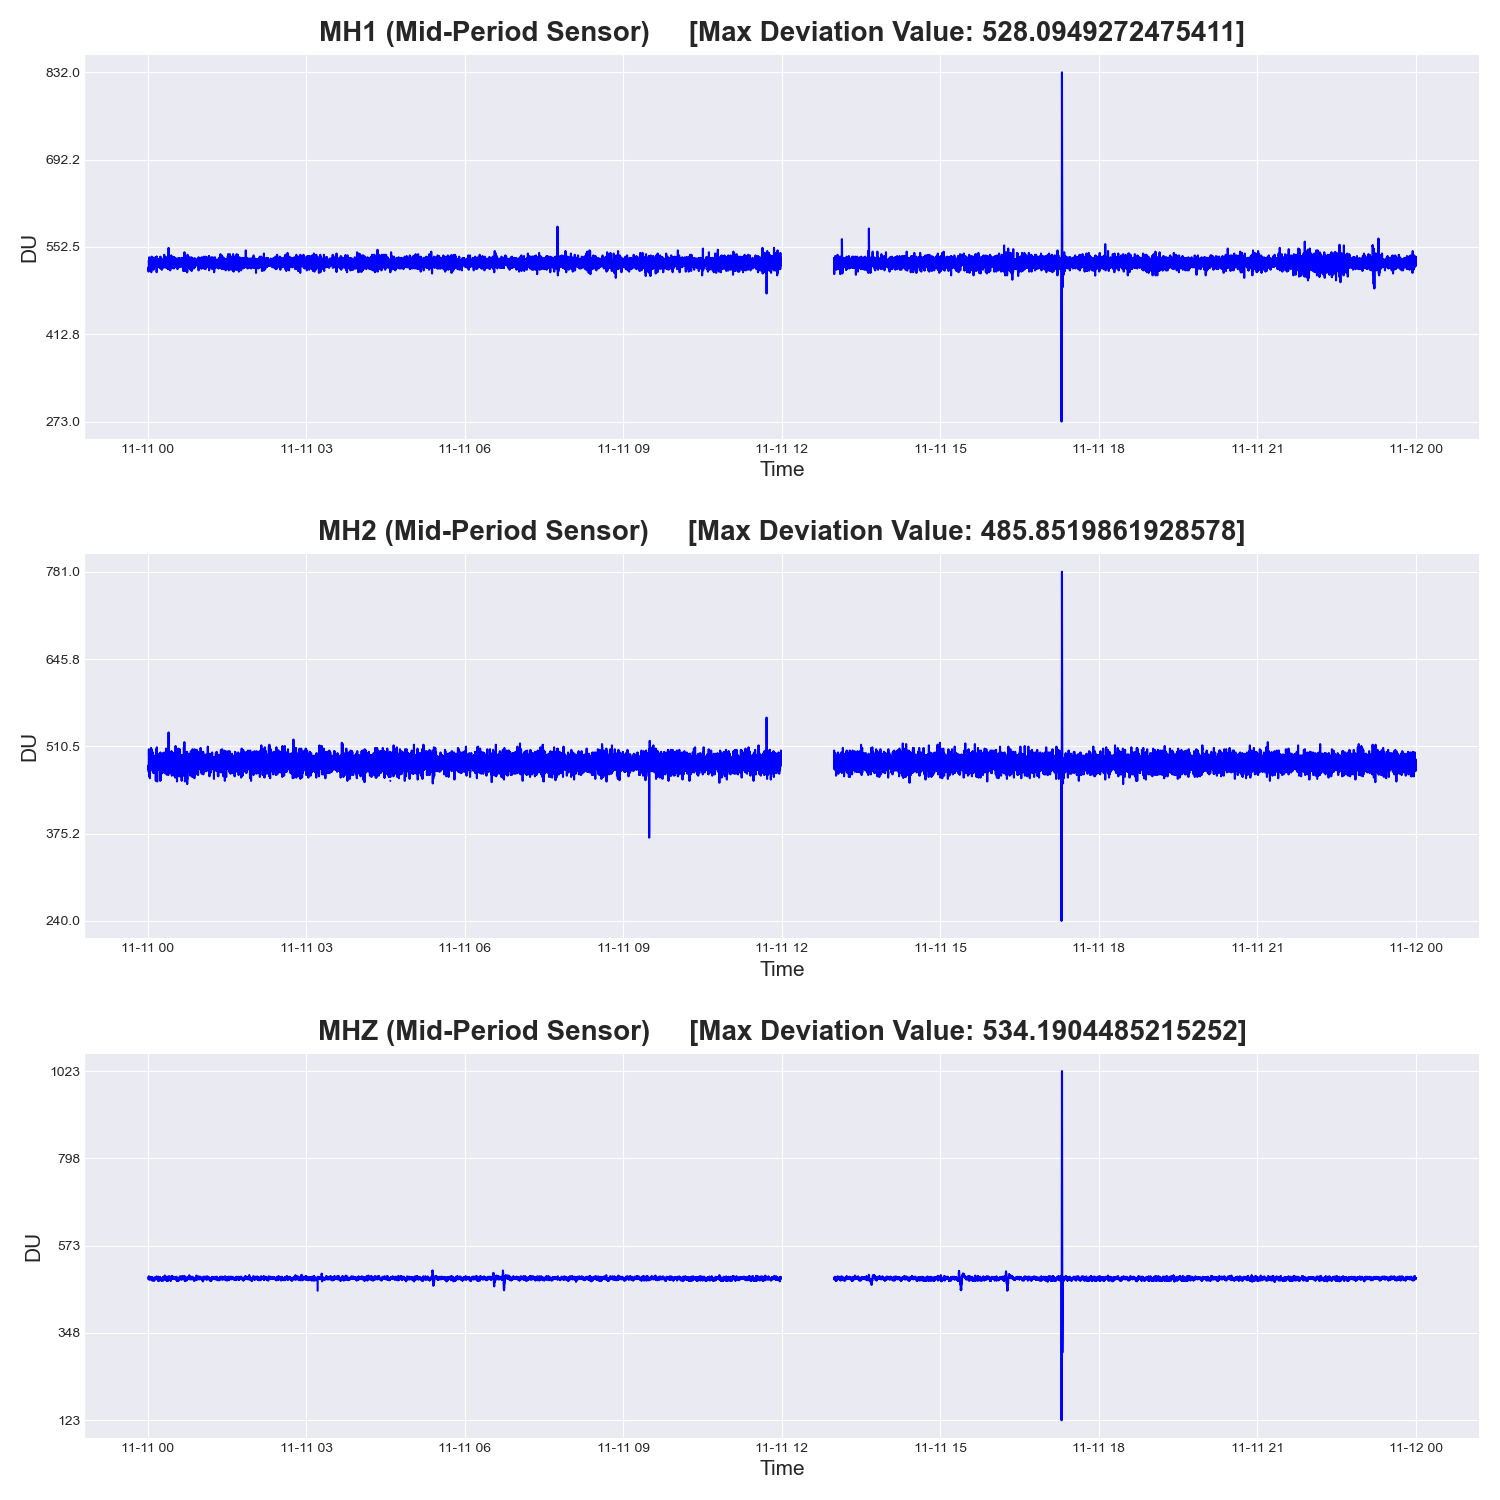 MH1 (Mid-Period Sensor) [Max Deviation Value: 528.0949272475411]
832.0
692.2
552.5
412.8
273.0
DU
11-11 00 11-11 03 11-11 06 11-11 09 11-11 12 11-11 15 11-11 18 11-11 21 11-12 00
Time
MH2 (Mid-Period Sensor) [Max Deviation Value: 485.8519861928578]
781.0
645.8
510.5
375.2
240.0
DU
11-11 00 11-11 03 11-11 06 11-11 09 11-11 12 11-11 15 11-11 18 11-11 21 11-12 00
Time
MHZ (Mid-Period Sensor) [Max Deviation Value: 534.1904485215252]
1023
798
573
348
123
DU
11-11 00 11-11 03 11-11 06 11-11 09 11-11 12 11-11 15 11-11 18 11-11 21 11-12 00
Time